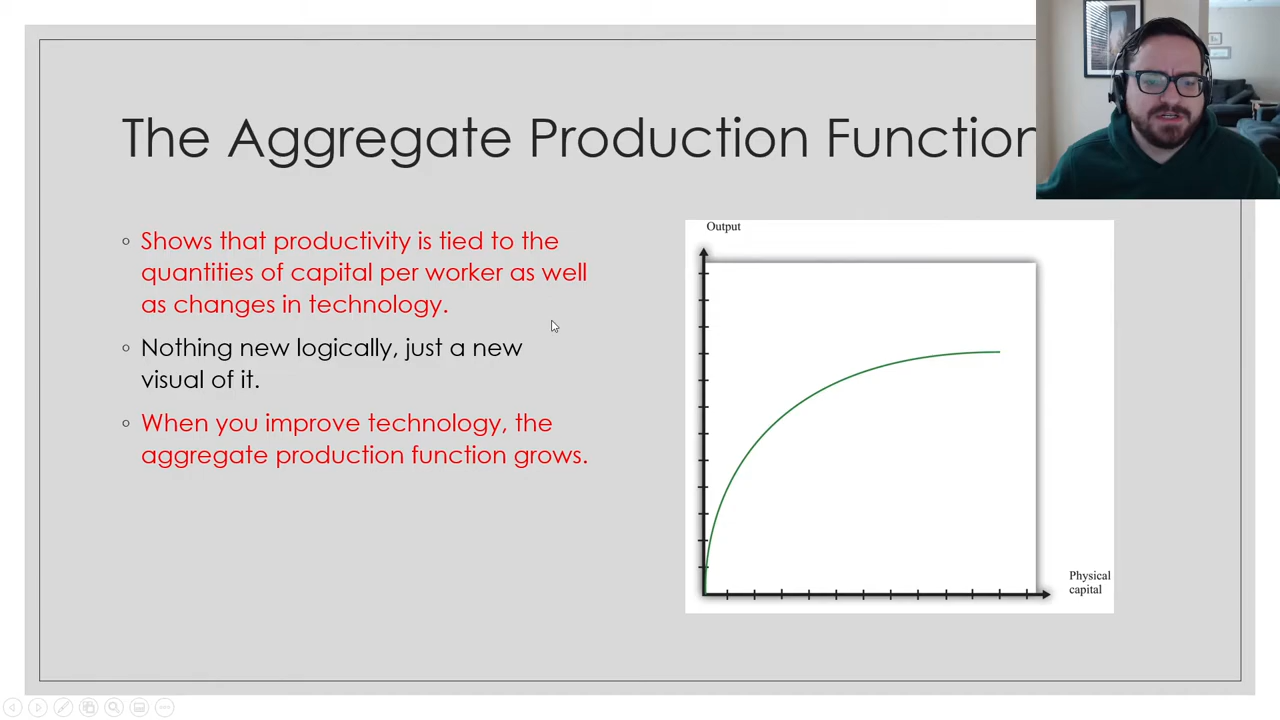 The Aggregate Production Function
Shows that productivity is tied to the
quantities of capital per worker as well
as changes in technology.
Nothing new logically, just a new
visual of it.
When you improve technology, the
aggregate production function grows.
Output
Physical
capital